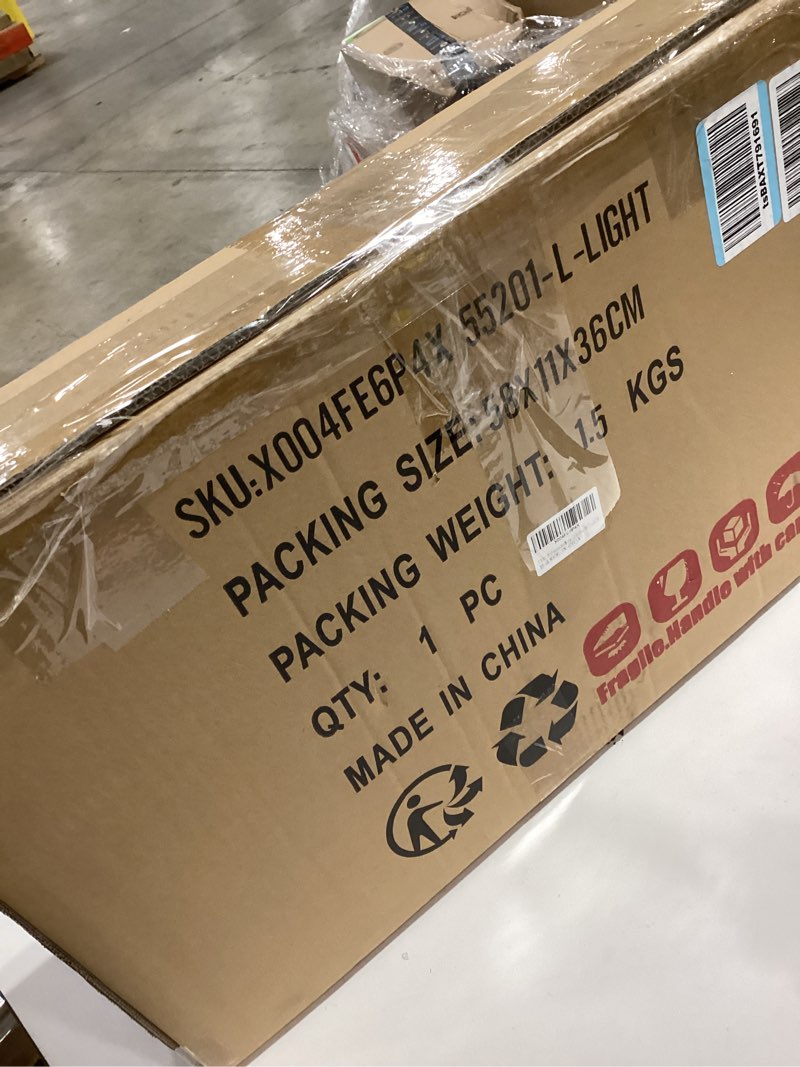 SKU:X004FE6P4X 55201-L-LIGHT
PACKING SIZE:58X11X36CM
PACKING WEIGHT: 1.5 KGS
QTY: 1 PC
MADE IN CHINA
Fragile.Handle with
tsBAXT791691